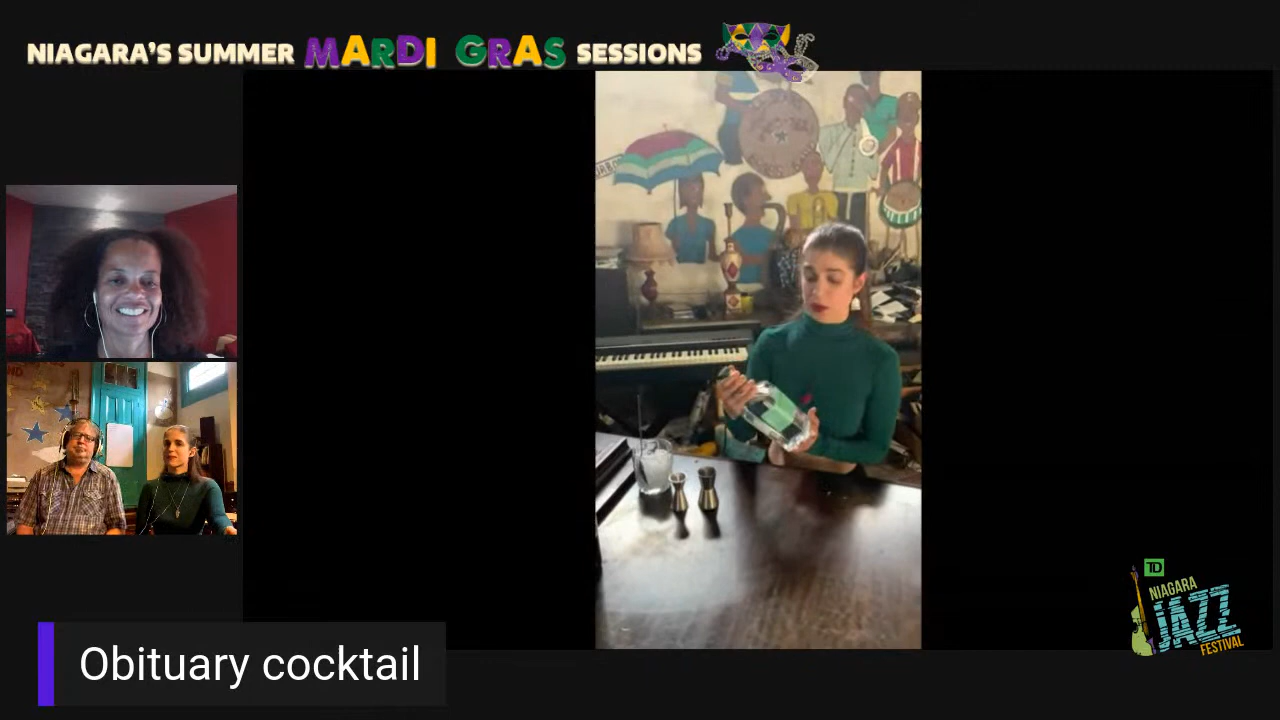 NIAGARA'S SUMMER MARDI GRAS SESSIONS
Obituary cocktail
TD
NIAGARA
JAZZ
FESTIVAL